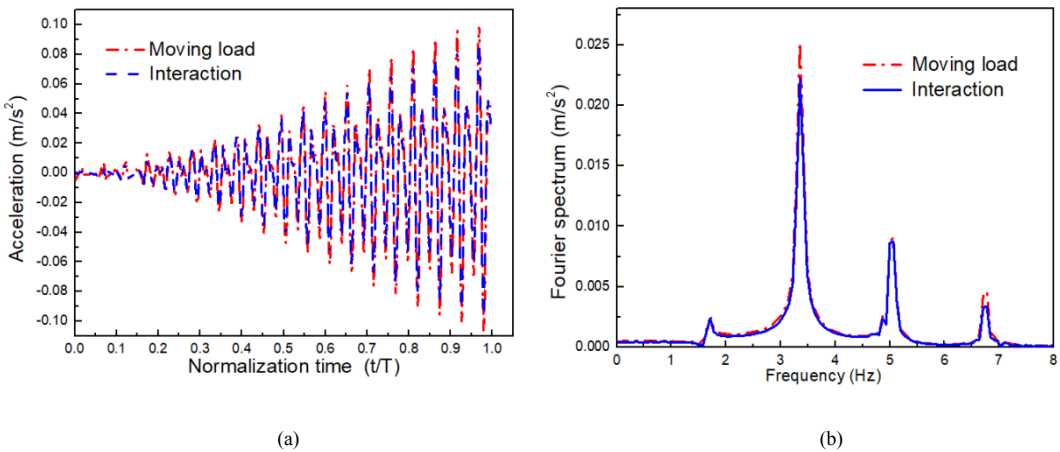 0.10
0.08
0.06
0.04
0.02
0.00
-0.02
-0.04
-0.06
-0.08
-0.10
Acceleration (m/s²)
Moving load
Interaction
0.0 0.1 0.2 0.3 0.4 0.5 0.6 0.7 0.8 0.9 1.0
Normalization time (t/T)
(a)
0.025
0.020
0.015
0.010
0.005
0.000
Fourier spectrum (m/s²)
Moving load
Interaction
0 2 3 4 5 6 7 8
Frequency (Hz)
(b)